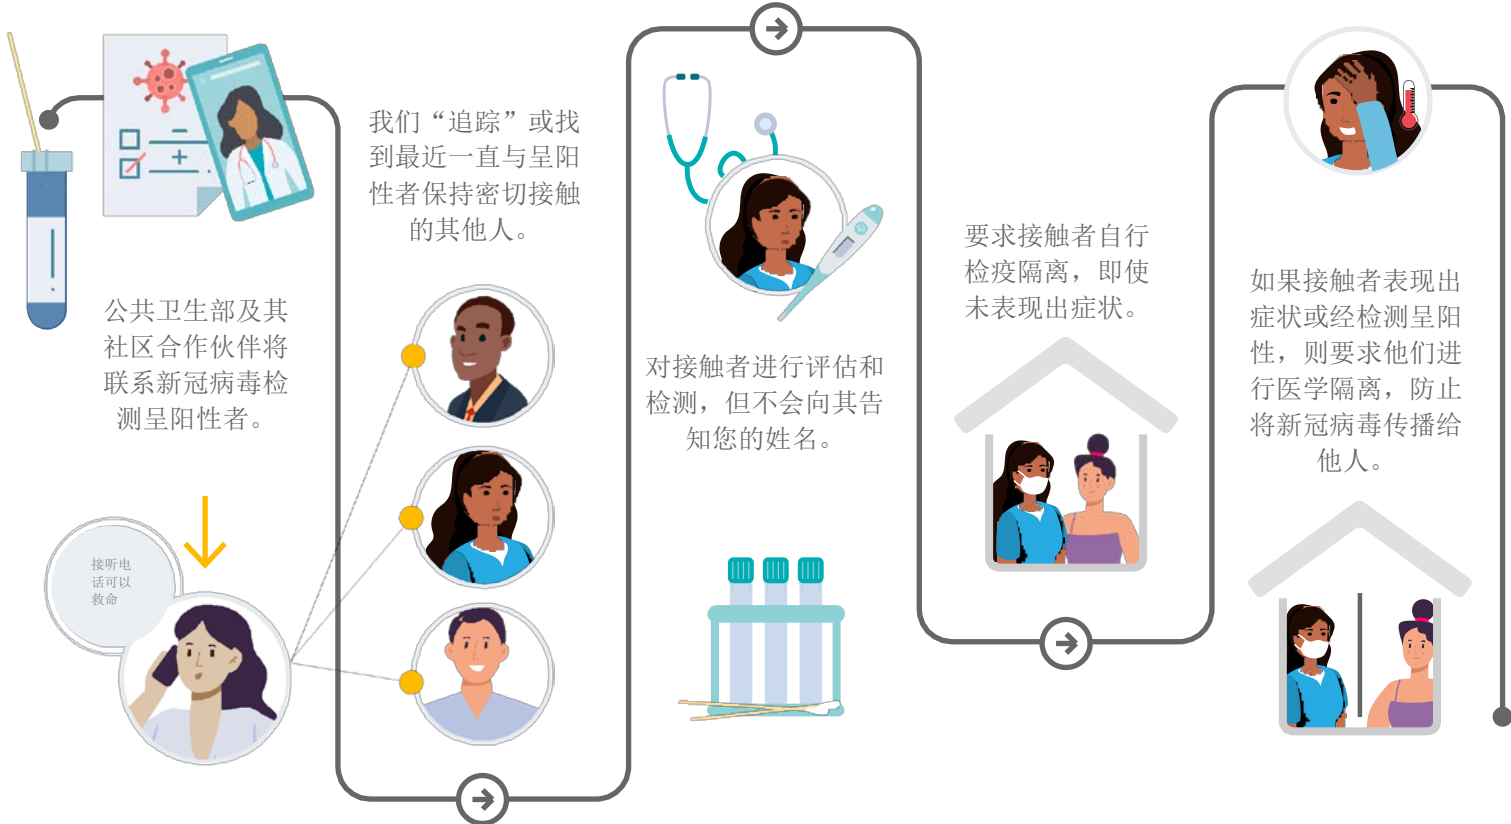 公共卫生部及其
社区合作伙伴将
联系新冠病毒检
测呈阳性者。
接听电
话可以
救命
我们“追踪”或找
到最近一直与呈阳
性者保持密切接触
的其他人。
对接触者进行评估和
检测，但不会向其告
知您的姓名。
要求接触者自行
检疫隔离，即使
未表现出症状。
如果接触者表现出
症状或经检测呈阳
性，则要求他们进
行医学隔离，防止
将新冠病毒传播给
他人。